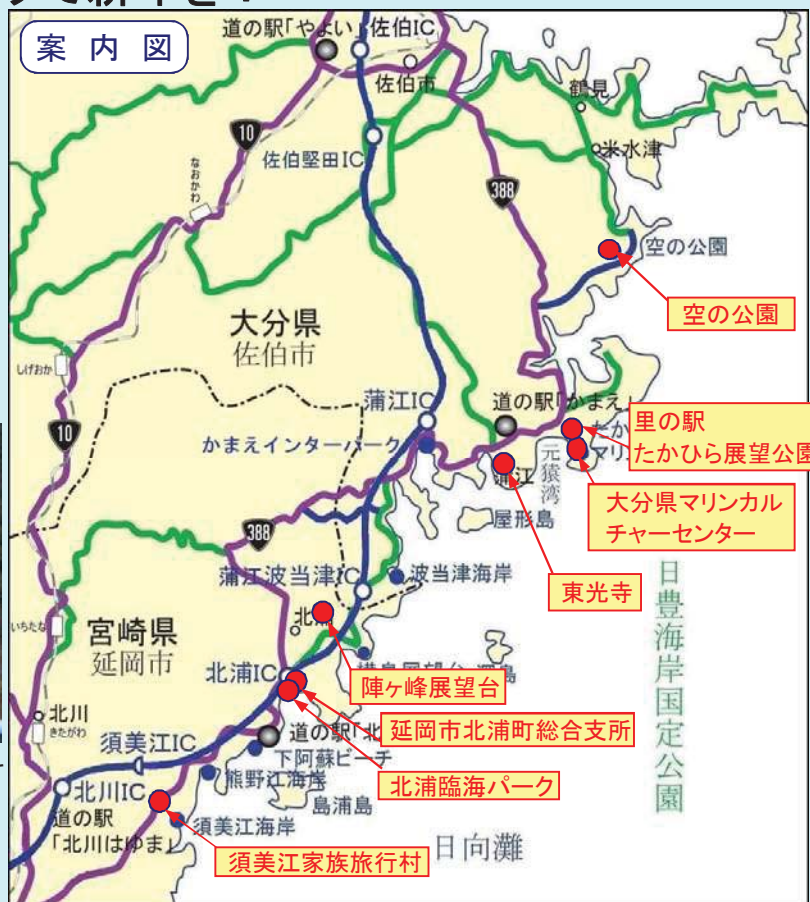 案内図
道の駅「やよい」
佐伯IC
佐伯市
鶴見
10
佐伯堅田IC
米水津
なおかわ
388
空の公園
空の公園
大分県
佐伯市
しげおか
蒲江IC
道の駅「かまえ」
かまえインターパーク
里の駅
たかひら展望公園
10
元猿湾
蒲江
マリン
大分県マリンカル
チャーセンター
屋形島
388
蒲江波当津IC
波当津海岸
東光寺
日豊海岸国定公園
いちたな
宮崎県
延岡市
北浦
陣ヶ峰展望台
北浦IC
延岡市北浦町総合支所
北川
きたがわ
須美江IC
道の駅「北
下阿蘇ビーチ
北浦臨海パーク
熊野江海岸
島浦島
北川IC
道の駅
「北川はゆま」
須美江海岸
須美江家族旅行村
日向灘